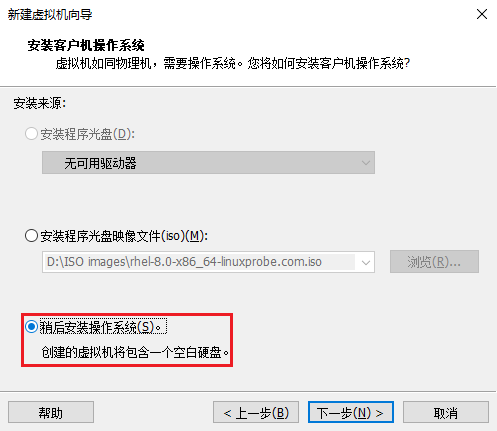 新建虚拟机向导
安装客户机操作系统
虚拟机如同物理机，需要操作系统。您将如何安装客户机操作系统?
安装来源:
安装程序光盘(D):
无可用驱动器
安装程序光盘映像文件(iso)(M):
D:\ISO images\rhel-8.0-x86_64-linuxprobe.com.iso
浏览(R)...
稍后安装操作系统(S)。
创建的虚拟机将包含一个空白硬盘。
帮助
< 上一步(B)
下一步(N) >
取消